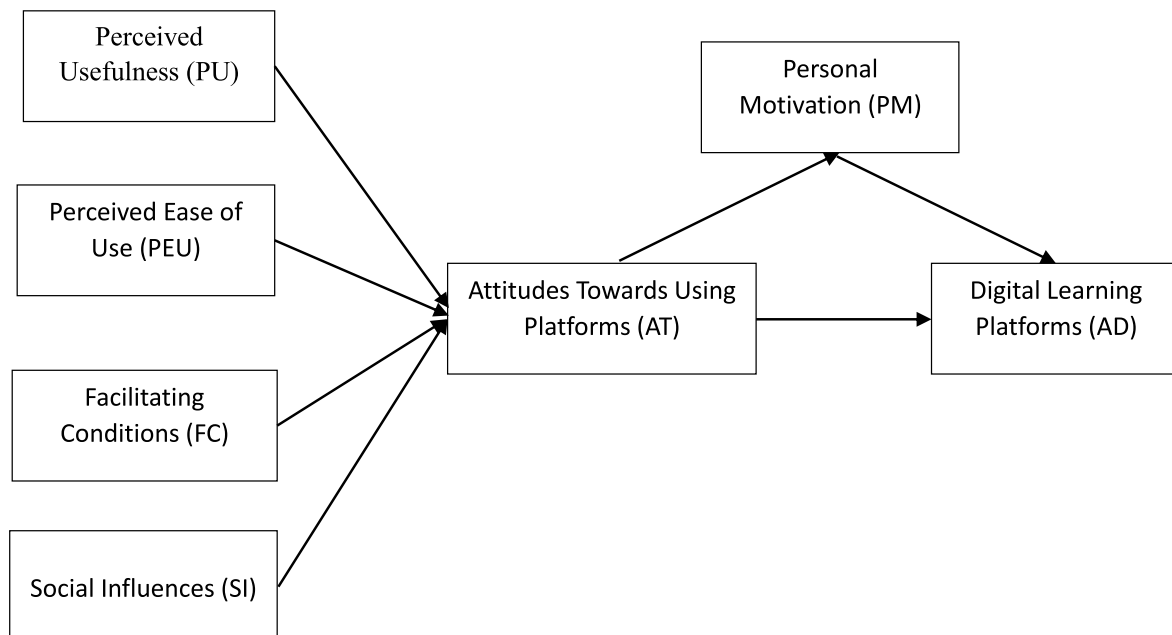 Perceived
Usefulness (PU)
Perceived Ease of
Use (PEU)
Facilitating
Conditions (FC)
Social Influences (SI)
Attitudes Towards Using
Platforms (AT)
Personal
Motivation (PM)
Digital Learning
Platforms (AD)